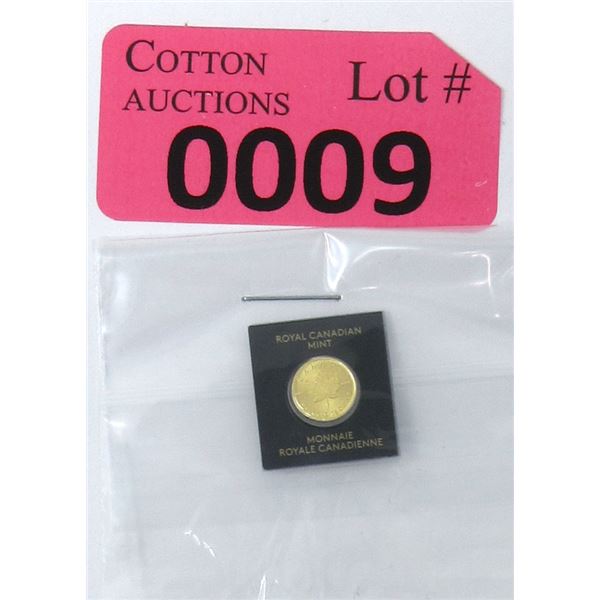 COTTON
AUCTIONS
Lot #
0009
ROYAL CANADIAN
MINT
MONNAIE
ROYALE CANADIENNE